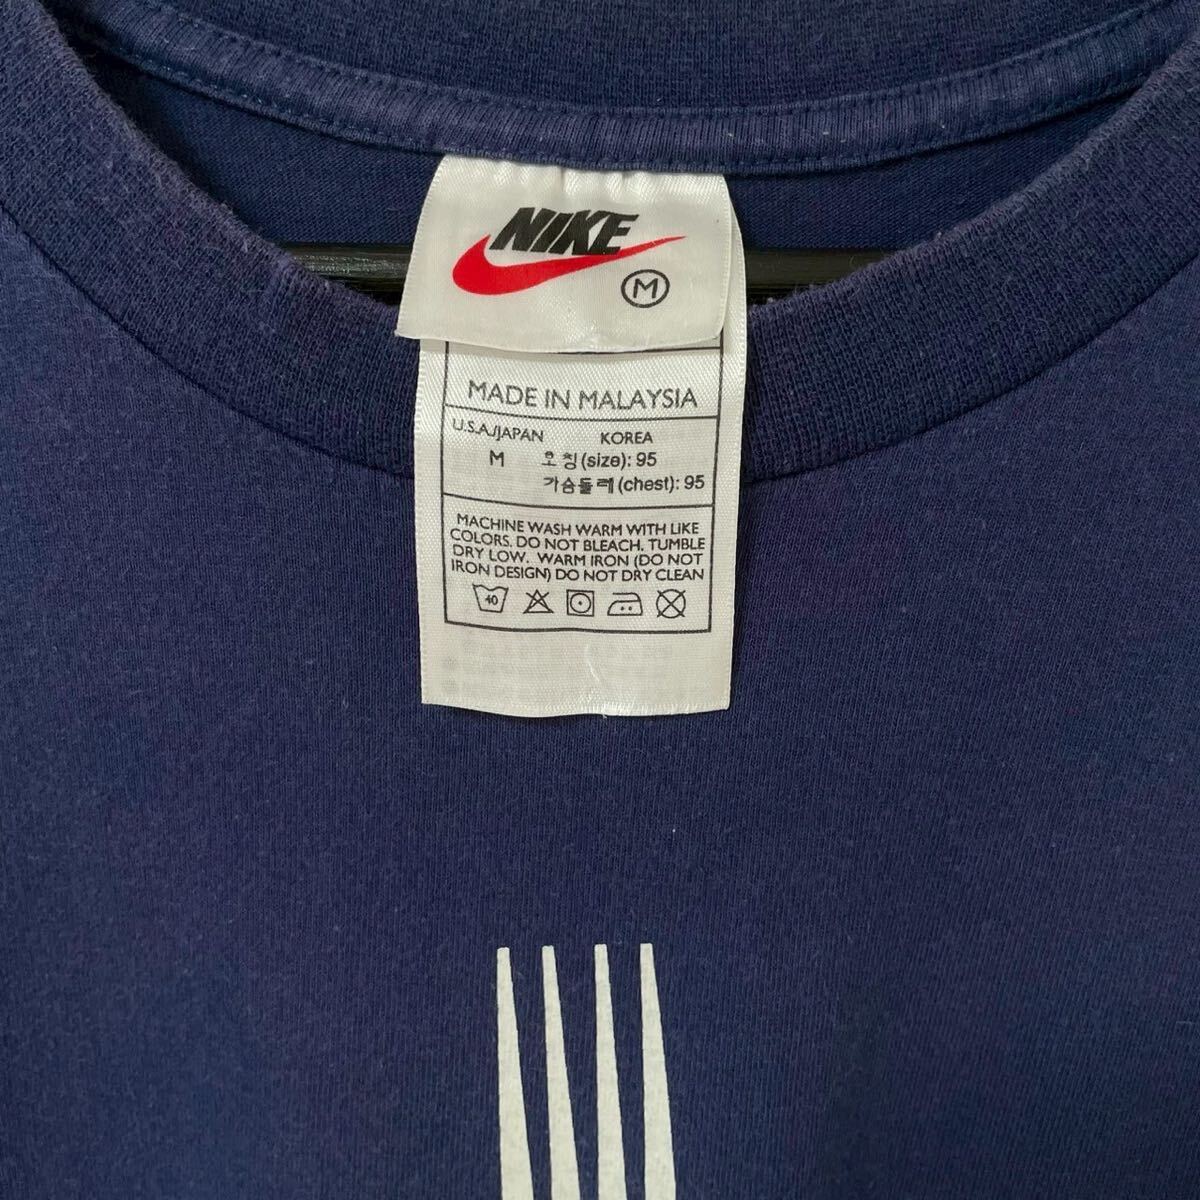 NIKE
M
MADE IN MALAYSIA
U.S.A./JAPAN KOREA
M 호칭(size): 95
가슴둘레(chest): 95
MACHINE WASH WARM WITH LIKE
COLORS. DO NOT BLEACH. TUMBLE
DRY LOW. WARM IRON (DO NOT
IRON DESIGN) DO NOT DRY CLEAN
40